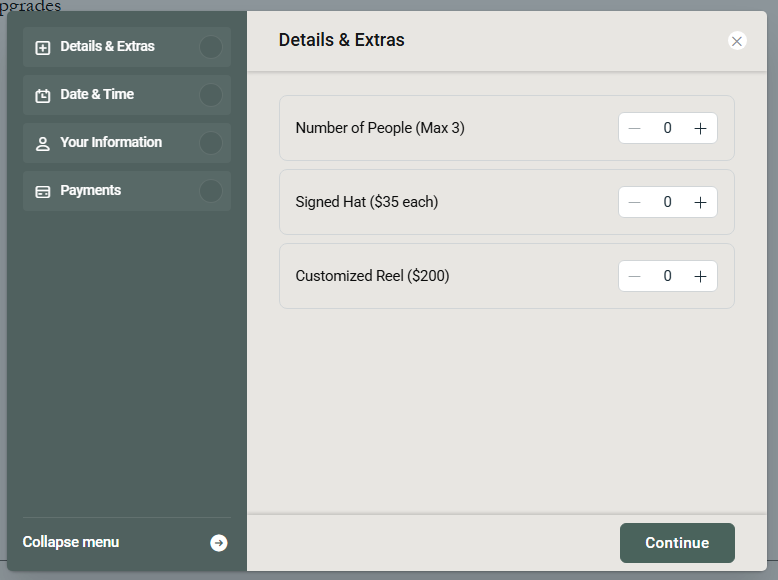 pgrades
Details & Extras
Date & Time
Your Information
Payments
Collapse menu
Details & Extras
Number of People (Max 3)
0
Signed Hat ($35 each)
0
Customized Reel ($200)
0
Continue